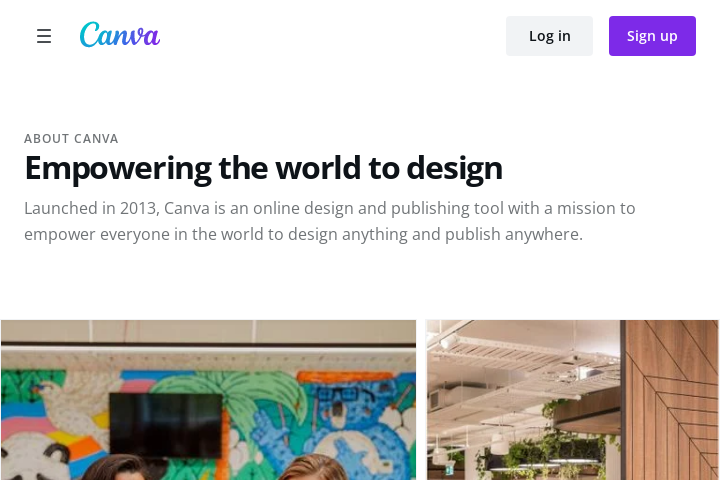 Canva
Log in
Sign up
ABOUT CANVA
Empowering the world to design
Launched in 2013, Canva is an online design and publishing tool with a mission to
empower everyone in the world to design anything and publish anywhere.